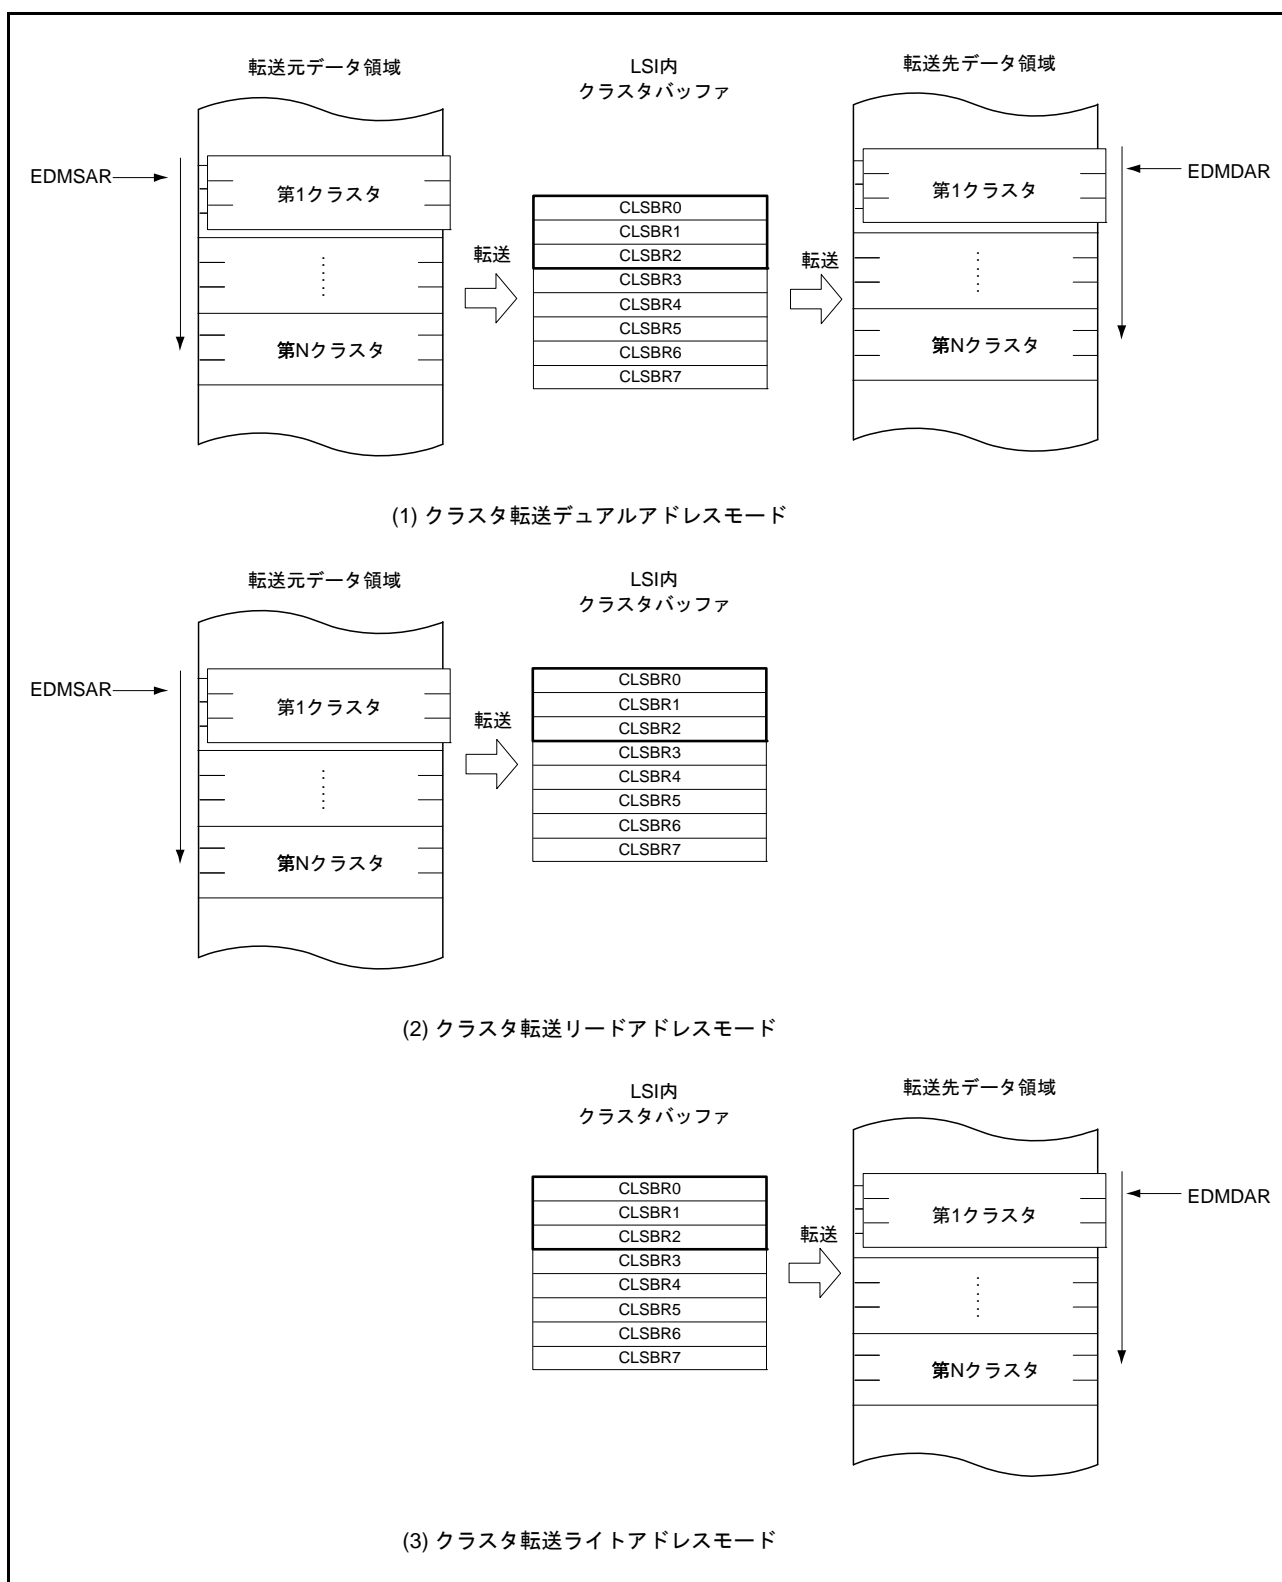 転送元データ領域
LSI内
クラスタバッファ
転送先データ領域
EDMSAR
第1クラスタ
第Nクラスタ
転送
CLSBR0
CLSBR1
CLSBR2
CLSBR3
CLSBR4
CLSBR5
CLSBR6
CLSBR7
転送
第1クラスタ
第Nクラスタ
EDMDAR
(1) クラスタ転送デュアルアドレスモード
転送元データ領域
LSI内
クラスタバッファ
EDMSAR
第1クラスタ
第Nクラスタ
転送
CLSBR0
CLSBR1
CLSBR2
CLSBR3
CLSBR4
CLSBR5
CLSBR6
CLSBR7
(2) クラスタ転送リードアドレスモード
LSI内
クラスタバッファ
転送先データ領域
CLSBR0
CLSBR1
CLSBR2
CLSBR3
CLSBR4
CLSBR5
CLSBR6
CLSBR7
転送
第1クラスタ
第Nクラスタ
EDMDAR
(3) クラスタ転送ライトアドレスモード